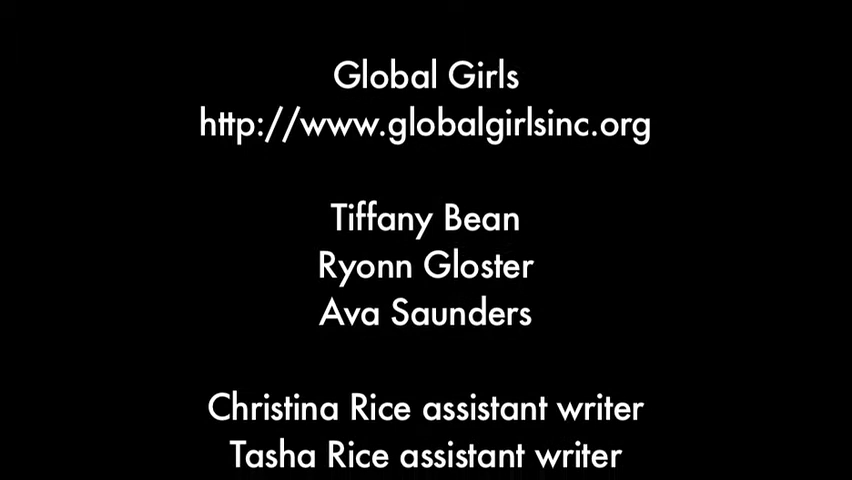 Global Girls
http://www.globalgirlsinc.org
Tiffany Bean
Ryonn Gloster
Ava Saunders
Christina Rice assistant writer
Tasha Rice assistant writer